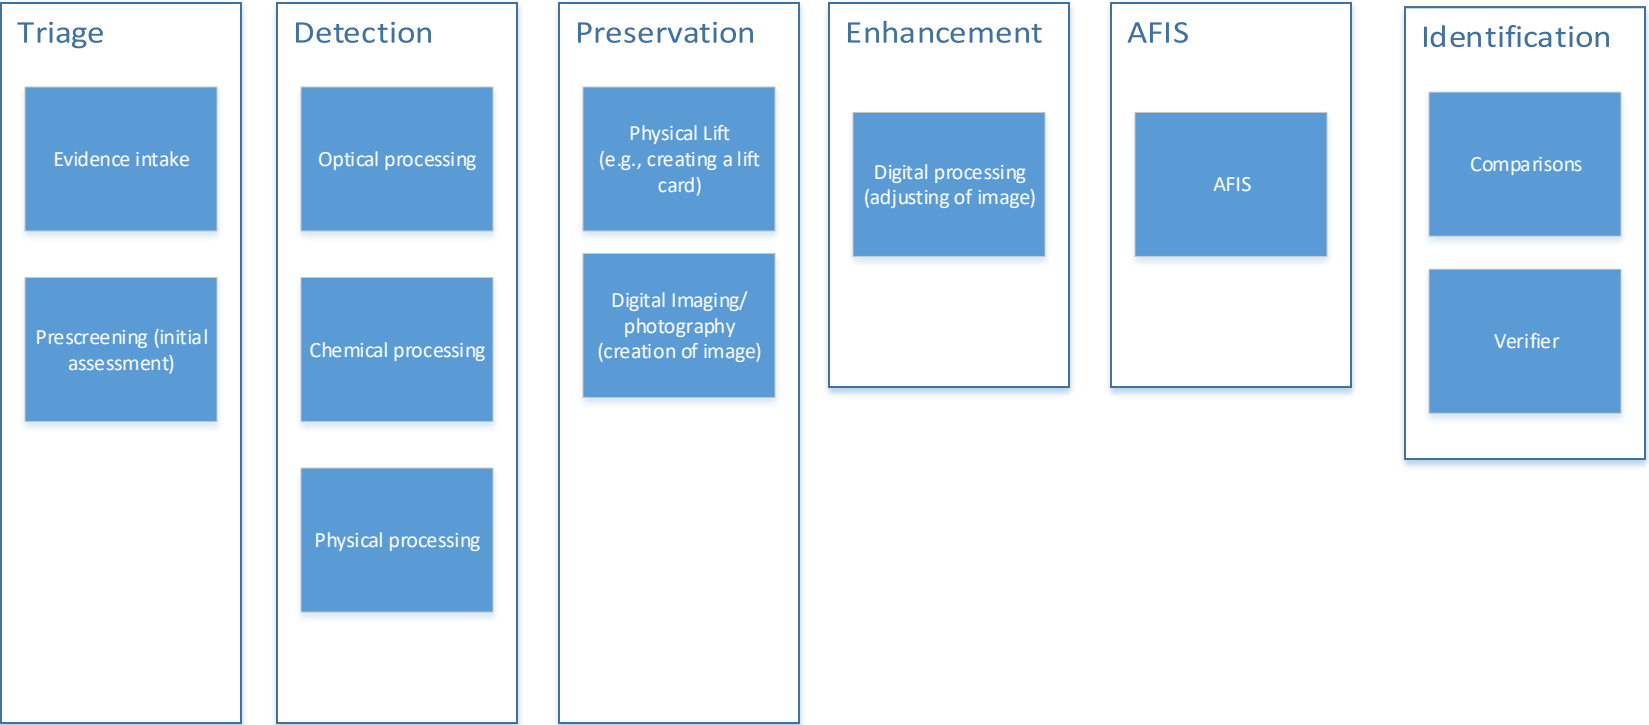 Triage
Evidence intake
Prescreening (initial
assessment)
Detection
Optical processing
Chemical processing
Physical processing
Preservation
Physical Lift
(e.g., creating a lift
card)
Digital Imaging/
photography
(creation of image)
Enhancement
Digital processing
(adjusting of image)
AFIS
AFIS
Identification
Comparisons
Verifier